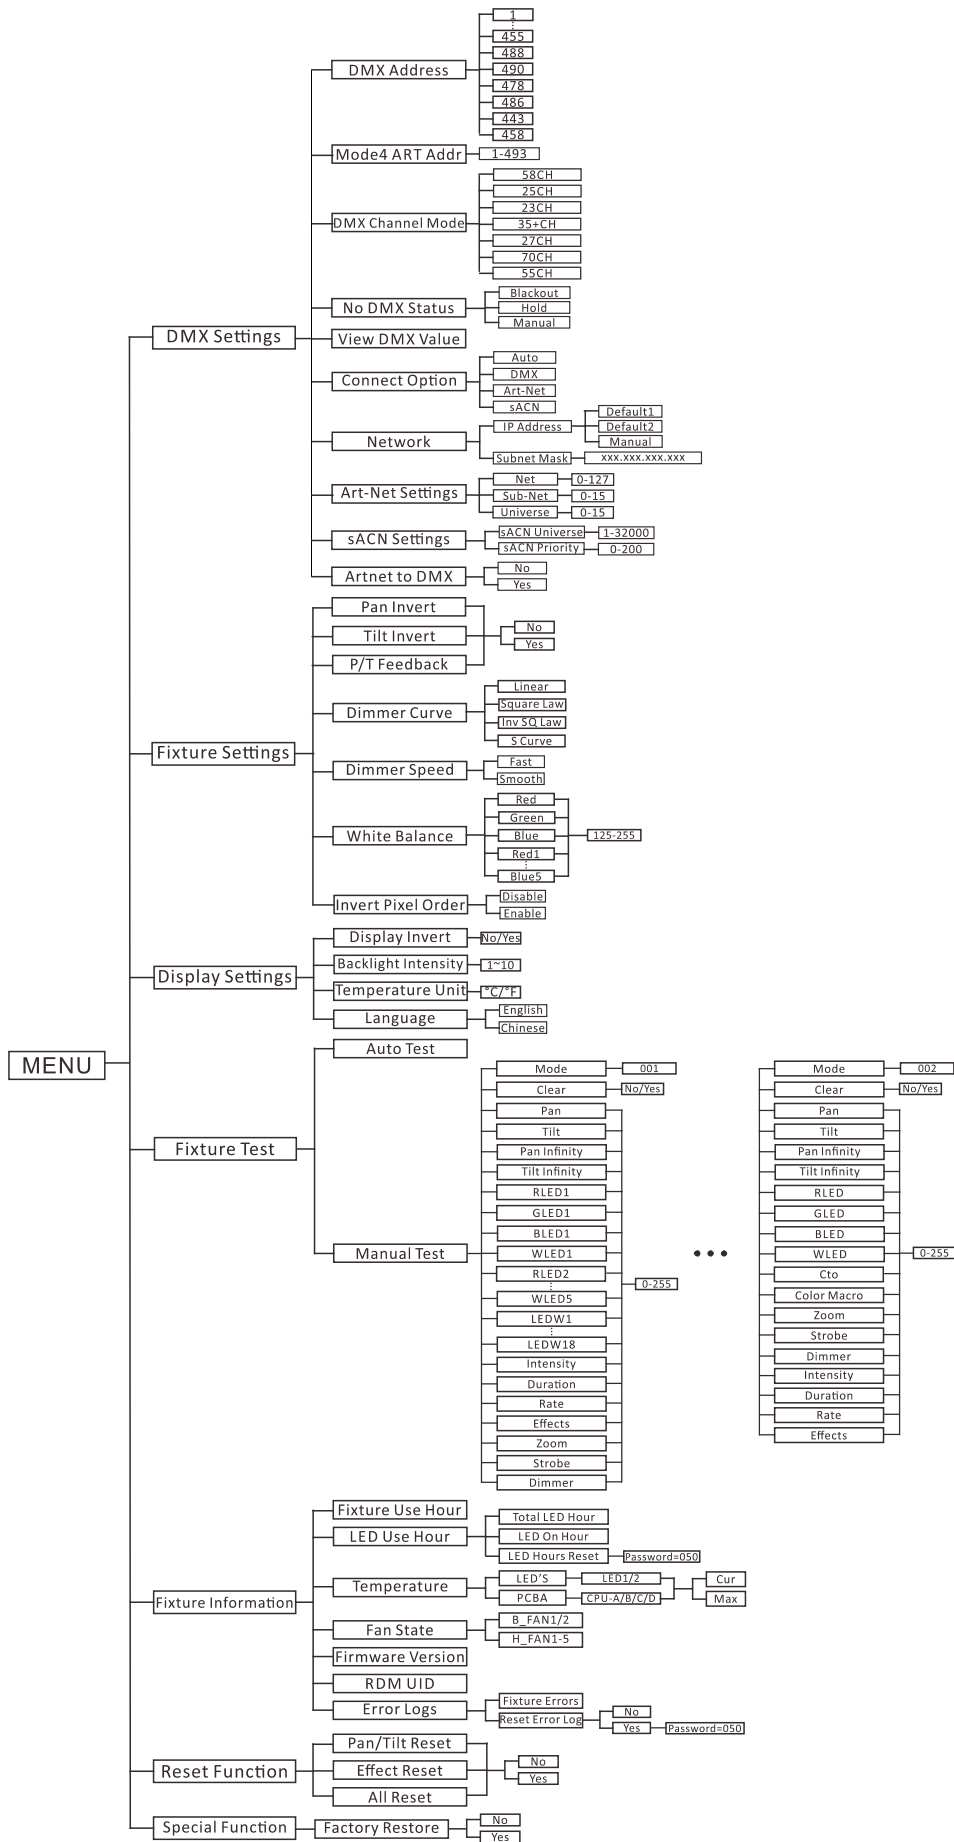 MENU
DMX Settings
DMX Address
1
455
488
490
478
486
443
458
Mode4 ART Addr
1-493
DMX Channel Mode
58CH
25CH
23CH
35+CH
27CH
70CH
55CH
No DMX Status
Blackout
Hold
Manual
View DMX Value
Connect Option
Auto
DMX
Art-Net
sACN
Network
IP Address
Default1
Default2
Manual
Subnet Mask
xxx.xxx.xxx.xxx
Art-Net Settings
Net
0-127
Sub-Net
0-15
Universe
0-15
sACN Settings
sACN Universe
1-32000
sACN Priority
0-200
Artnet to DMX
No
Yes
Fixture Settings
Pan Invert
Tilt Invert
P/T Feedback
No
Yes
Dimmer Curve
Linear
Square Law
Inv SQ Law
S Curve
Dimmer Speed
Fast
Smooth
White Balance
Red
Green
Blue
Red1
Blue5
125-255
Invert Pixel Order
Disable
Enable
Display Settings
Display Invert
No/Yes
Backlight Intensity
1~10
Temperature Unit
°C/°F
Language
English
Chinese
Fixture Test
Auto Test
Manual Test
Mode
001
Clear
No/Yes
Pan
Tilt
Pan Infinity
Tilt Infinity
RLED1
GLED1
BLED1
WLED1
RLED2
WLED5
LEDW1
LEDW18
Intensity
Duration
Rate
Effects
Zoom
Strobe
Dimmer
0-255
•••
Mode
002
Clear
No/Yes
Pan
Tilt
Pan Infinity
Tilt Infinity
RLED
GLED
BLED
WLED
Cto
Color Macro
Zoom
Strobe
Dimmer
Intensity
Duration
Rate
Effects
0-255
Fixture Information
Fixture Use Hour
LED Use Hour
Total LED Hour
LED On Hour
LED Hours Reset
Password=050
Temperature
LED'S
LED1/2
PCBA
CPU-A/B/C/D
Cur
Max
Fan State
B_FAN1/2
H_FAN1-5
Firmware Version
RDM UID
Error Logs
Fixture Errors
Reset Error Log
No
Yes
Password=050
Reset Function
Pan/Tilt Reset
Effect Reset
All Reset
No
Yes
Special Function
Factory Restore
No
Yes